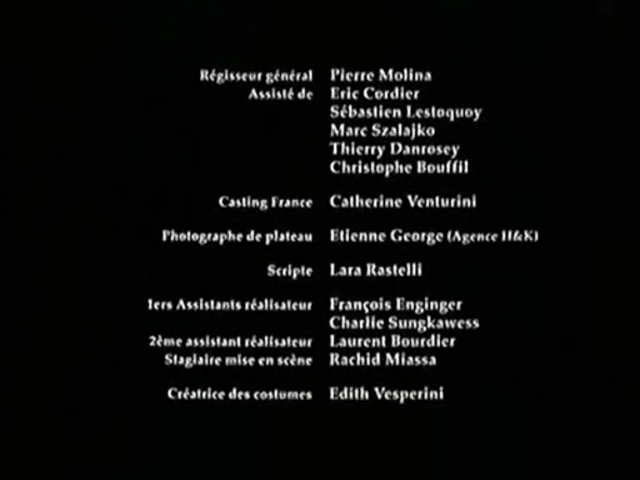 Régisseur général Pierre Molina
Assisté de Eric Cordier
Sébastien Lestoquoy
Marc Szalajko
Thierry Danrosey
Christophe Bouffil
Casting France Catherine Venturini
Photographe de plateau Etienne George (Agence H&K)
Scripte Lara Rastelli
1ers Assistants réalisateur François Enginger
Charlie Sungkawess
2ème assistant réalisateur Laurent Bourdier
Stagiaire mise en scène Rachid Miassa
Créatrice des costumes Edith Vesperini